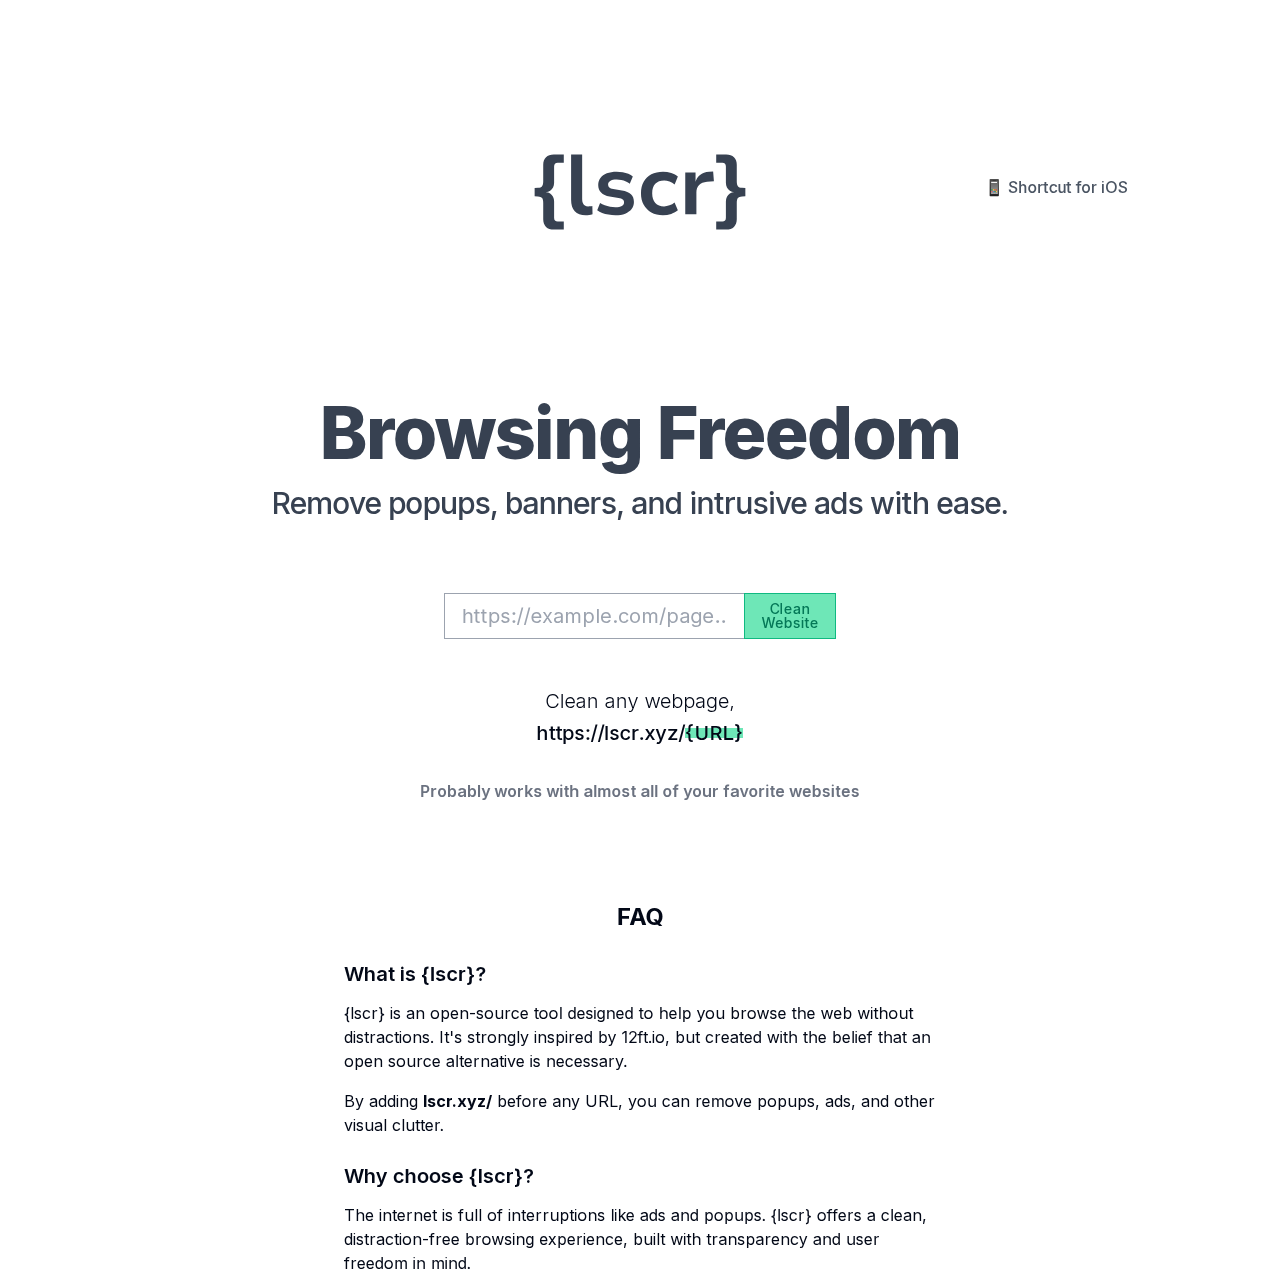 {lscr}
Shortcut for iOS
Browsing Freedom
Remove popups, banners, and intrusive ads with ease.
https://example.com/page..
Clean
Website
Clean any webpage,
https://lscr.xyz/{URL}
Probably works with almost all of your favorite websites
FAQ
What is {lscr}?
{lscr} is an open-source tool designed to help you browse the web without
distractions. It's strongly inspired by 12ft.io, but created with the belief that an
open source alternative is necessary.
By adding lscr.xyz/ before any URL, you can remove popups, ads, and other
visual clutter.
Why choose {lscr}?
The internet is full of interruptions like ads and popups. {lscr} offers a clean,
distraction-free browsing experience, built with transparency and user
freedom in mind.